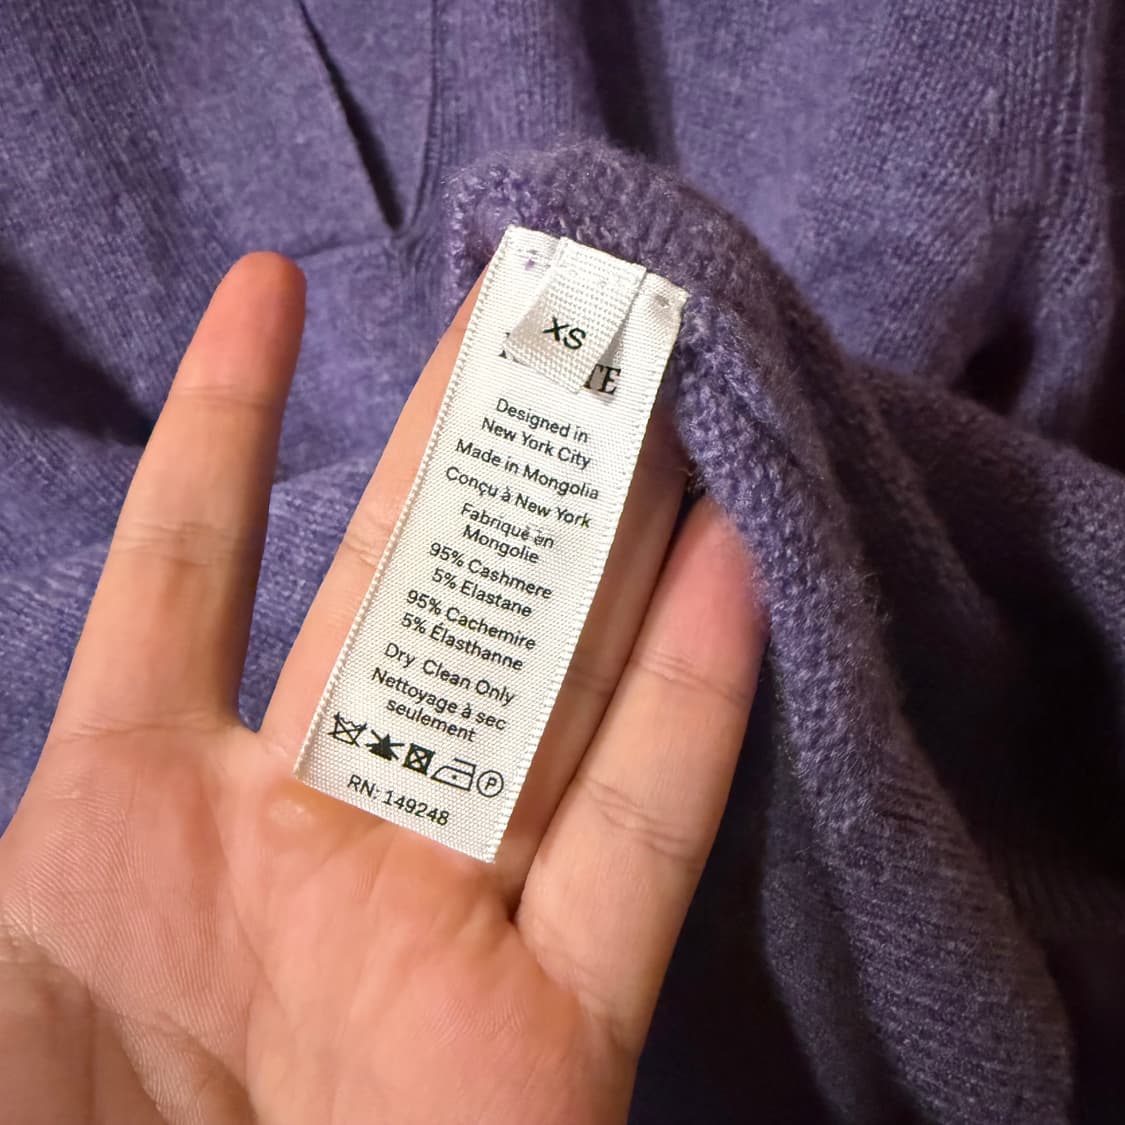 XS
TE
Designed in
New York City
Made in Mongolia
Conçu à New York
Fabriqué en
Mongolie
95% Cashmere
5% Elastane
95% Cachemire
5% Élasthanne
Dry Clean Only
Nettoyage à sec
seulement
P
RN: 149248